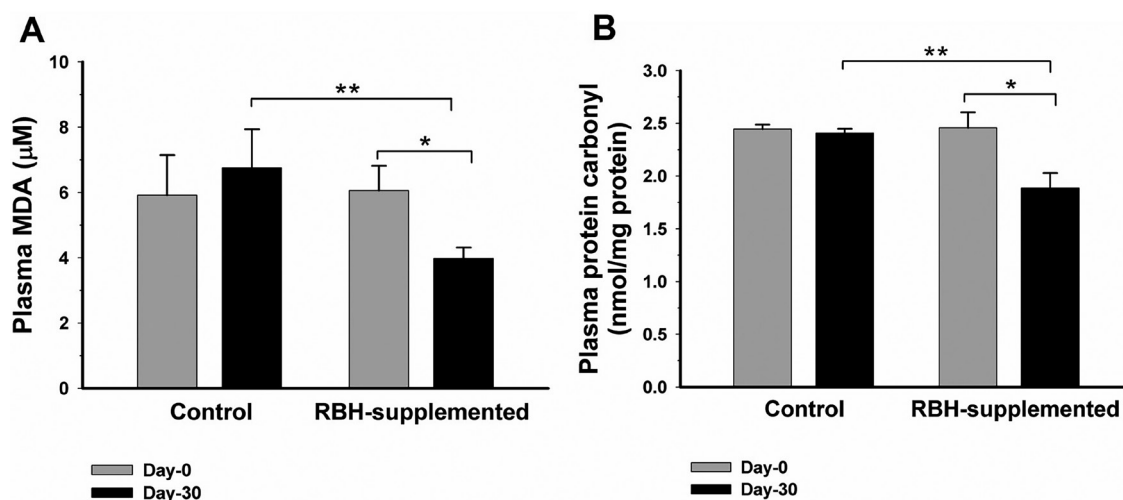 A
Plasma MDA (μM)
10
8
6
4
2
0
**
*
Control
RBH-supplemented
Day-0
Day-30
B
Plasma protein carbonyl
(nmol/mg protein)
3.0
2.5
2.0
1.5
1.0
0.5
0.0
**
*
Control
RBH-supplemented
Day-0
Day-30